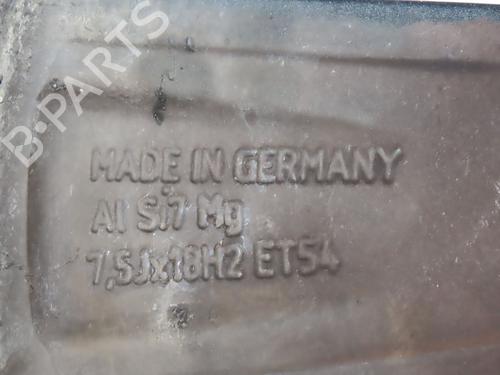 B-PARTS
MADE IN GERMANY
Al Si7 Mg
7,5Jx18H2 ET54